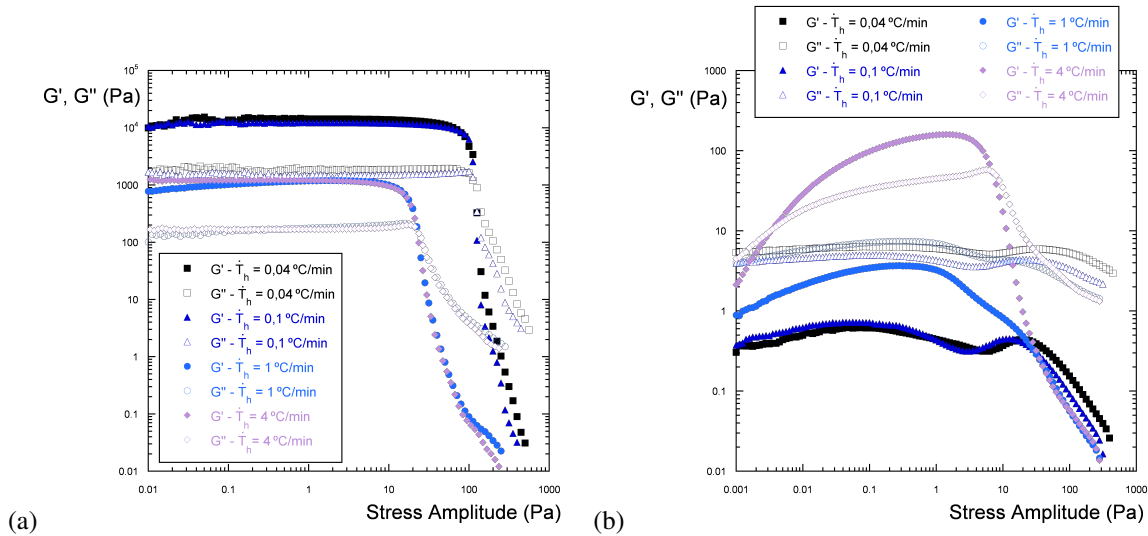 G' - Ṫh = 0,04 ºC/min
G'' - Ṫh = 0,04 ºC/min
G' - Ṫh = 0,1 ºC/min
G'' - Ṫh = 0,1 ºC/min
G' - Ṫh = 1 ºC/min
G'' - Ṫh = 1 ºC/min
G' - Ṫh = 4 ºC/min
G'' - Ṫh = 4 ºC/min
G', G'' (Pa)
10^5
10^4
1000
100
10
1
0.1
0.01
G' - Ṫh = 0,04 ºC/min
G'' - Ṫh = 0,04 ºC/min
G' - Ṫh = 0,1 ºC/min
G'' - Ṫh = 0,1 ºC/min
G' - Ṫh = 1 ºC/min
G'' - Ṫh = 1 ºC/min
G' - Ṫh = 4 ºC/min
G'' - Ṫh = 4 ºC/min
0.01 0.1 1 10 100 1000
Stress Amplitude (Pa)
(a)
G', G'' (Pa)
1000
100
10
1
0.1
0.01
0.001 0.01 0.1 1 10 100 1000
Stress Amplitude (Pa)
(b)